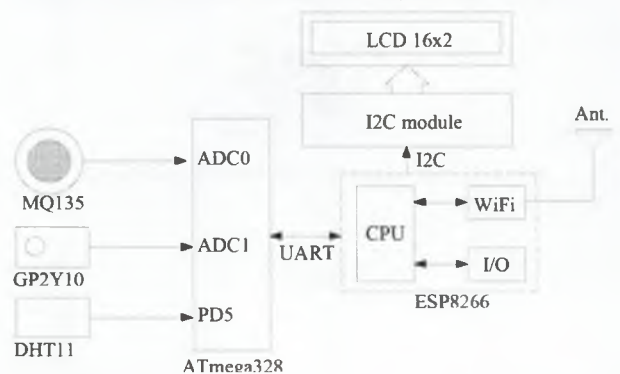 LCD 16x2
I2C module
Ant.
I2C
ADC0
MQ135
WiFi
CPU
ADC1
UART
GP2Y10
I/O
ESP8266
PD5
DHT11
ATmega328